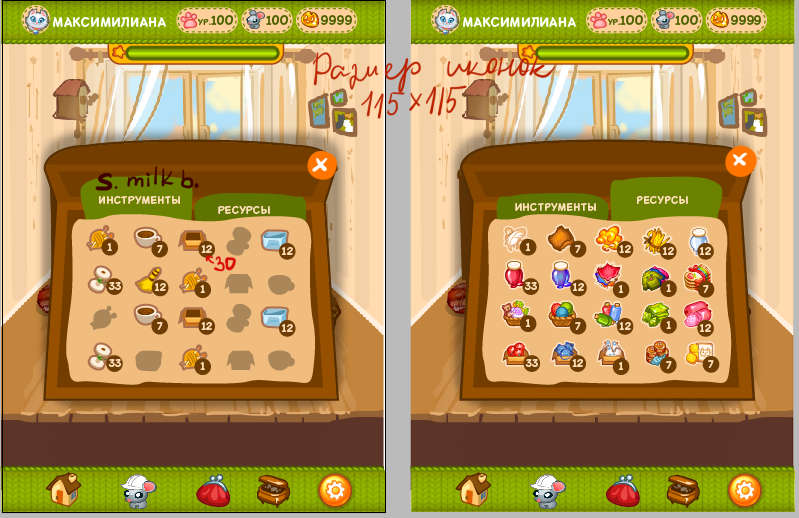 МАКСИМИЛИАНА УР.100 100 9999
МАКСИМИЛИАНА УР.100 100 9999
Размер иконок
115 × 115
S. milk b.
ИНСТРУМЕНТЫ
РЕСУРСЫ
1 7 12 12
30
33 12 1
7 12 12
33 1
ИНСТРУМЕНТЫ
РЕСУРСЫ
1 7 12 12 12
33 12 1 1 7
1 7 12 1 12
33 12 1 7 7